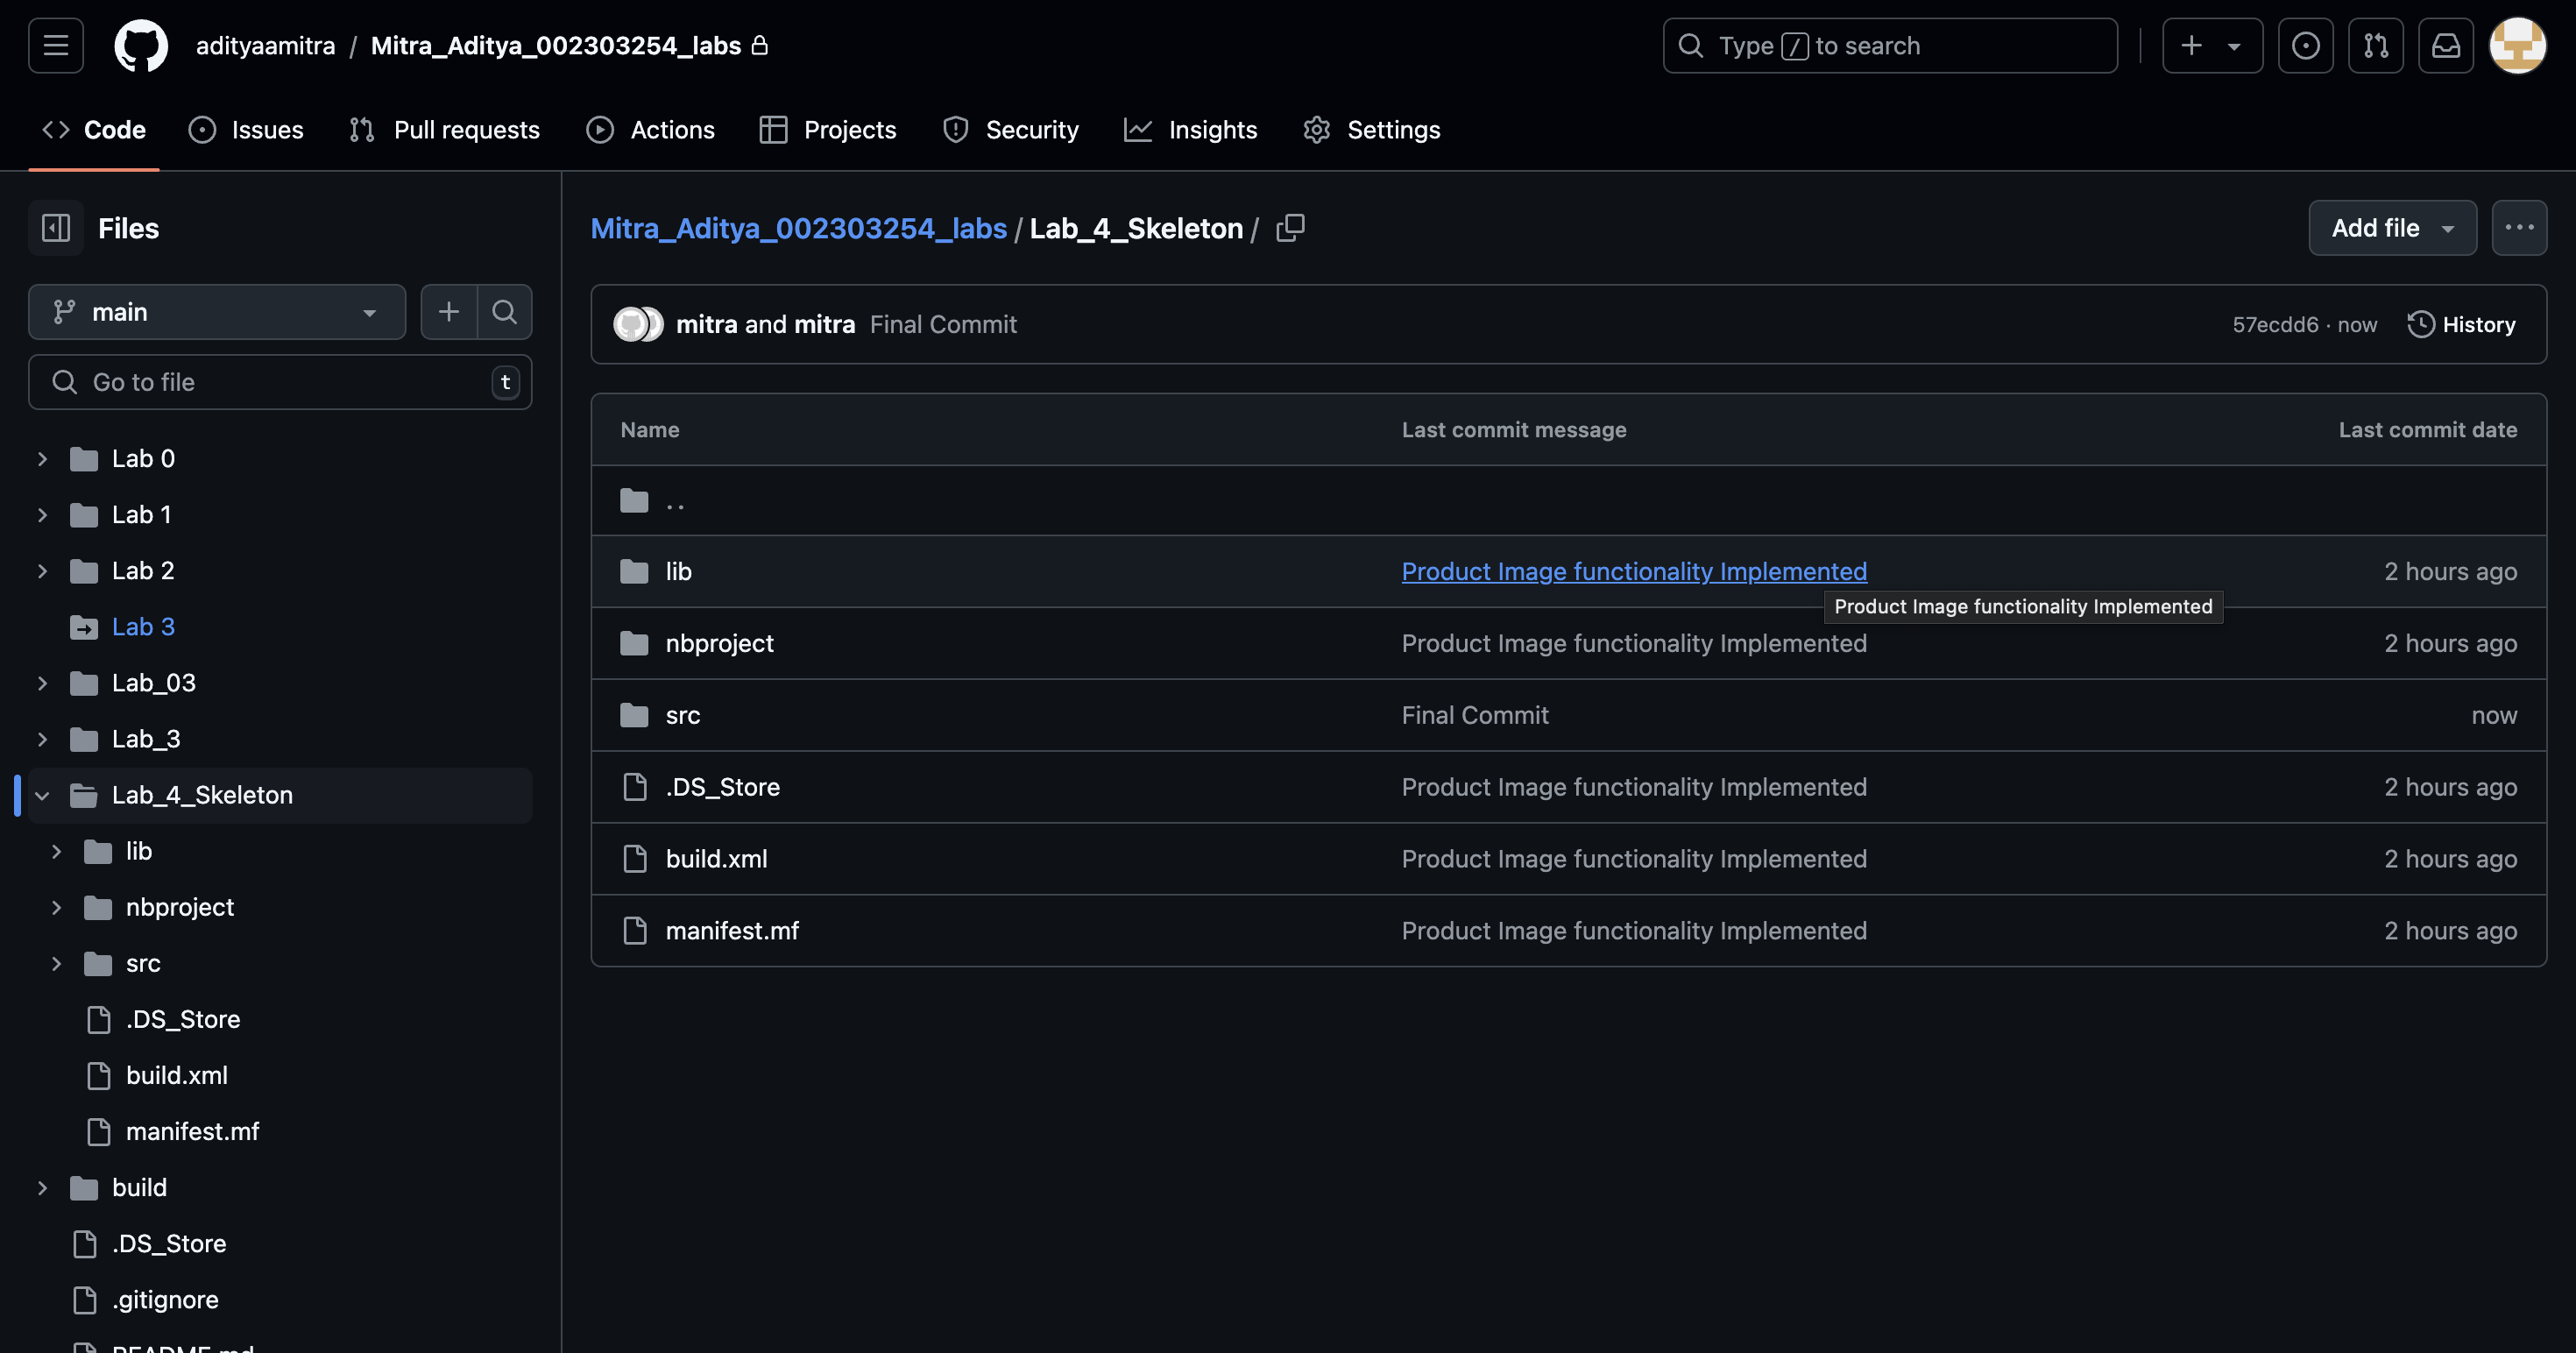 adityaamitra / Mitra_Aditya_002303254_labs
Type / to search
Code Issues Pull requests Actions Projects Security Insights Settings
Files
main
Go to file t
Lab 0
Lab 1
Lab 2
Lab 3
Lab_03
Lab_3
Lab_4_Skeleton
lib
nbproject
src
.DS_Store
build.xml
manifest.mf
build
.DS_Store
.gitignore
README.md
Mitra_Aditya_002303254_labs / Lab_4_Skeleton /
Add file
mitra and mitra Final Commit 57ecdd6 · now History
Name Last commit message Last commit date
..
lib Product Image functionality Implemented 2 hours ago
Product Image functionality Implemented
nbproject Product Image functionality Implemented 2 hours ago
src Final Commit now
.DS_Store Product Image functionality Implemented 2 hours ago
build.xml Product Image functionality Implemented 2 hours ago
manifest.mf Product Image functionality Implemented 2 hours ago